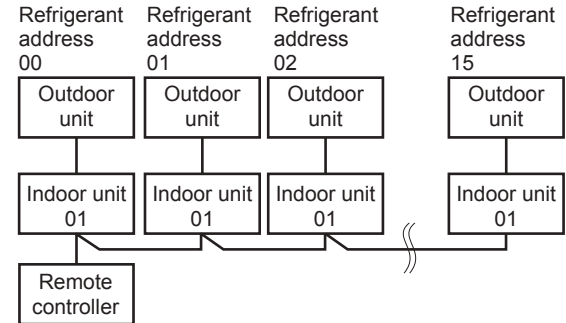 Refrigerant
address
00
Refrigerant
address
01
Refrigerant
address
02
Refrigerant
address
15
Outdoor
unit
Outdoor
unit
Outdoor
unit
Outdoor
unit
Indoor unit
01
Indoor unit
01
Indoor unit
01
Indoor unit
01
Remote
controller